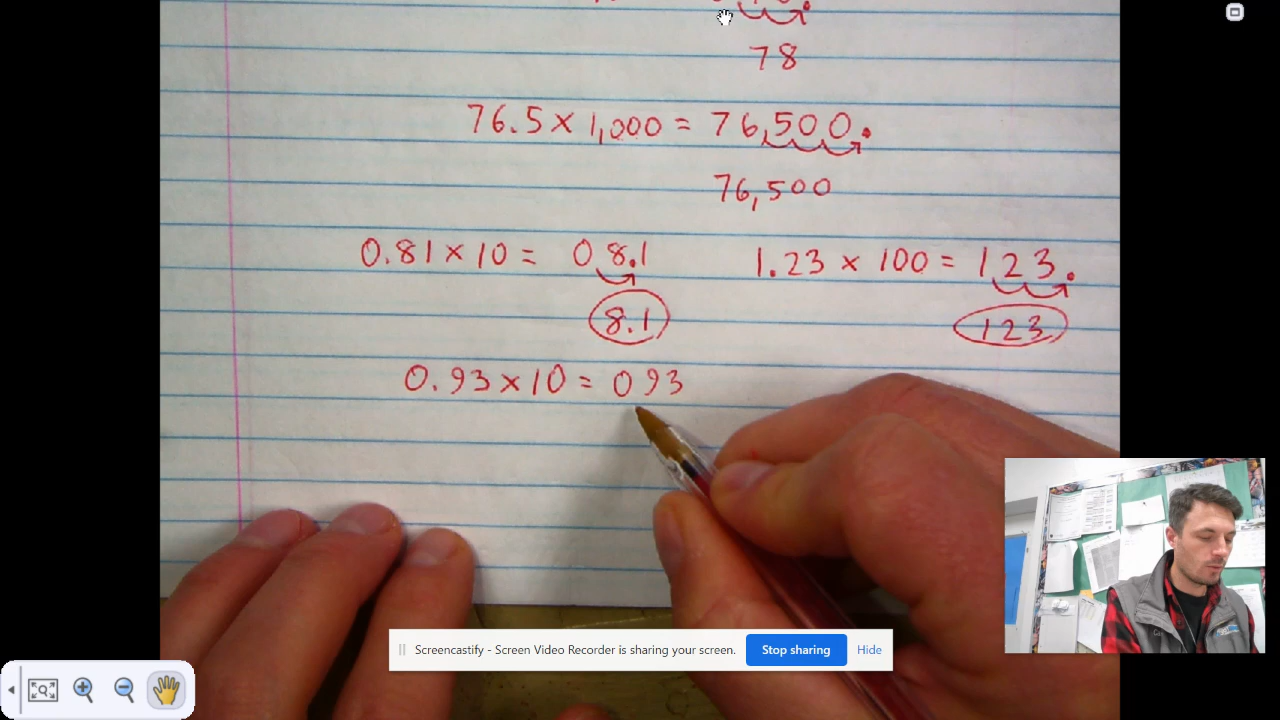 78
76.5 × 1,000 = 76,500.
76,500
0.81 × 10 = 08.1
1.23 × 100 = 123.
8.1
123
0.93 × 10 = 093
Screencastify - Screen Video Recorder is sharing your screen.
Stop sharing
Hide